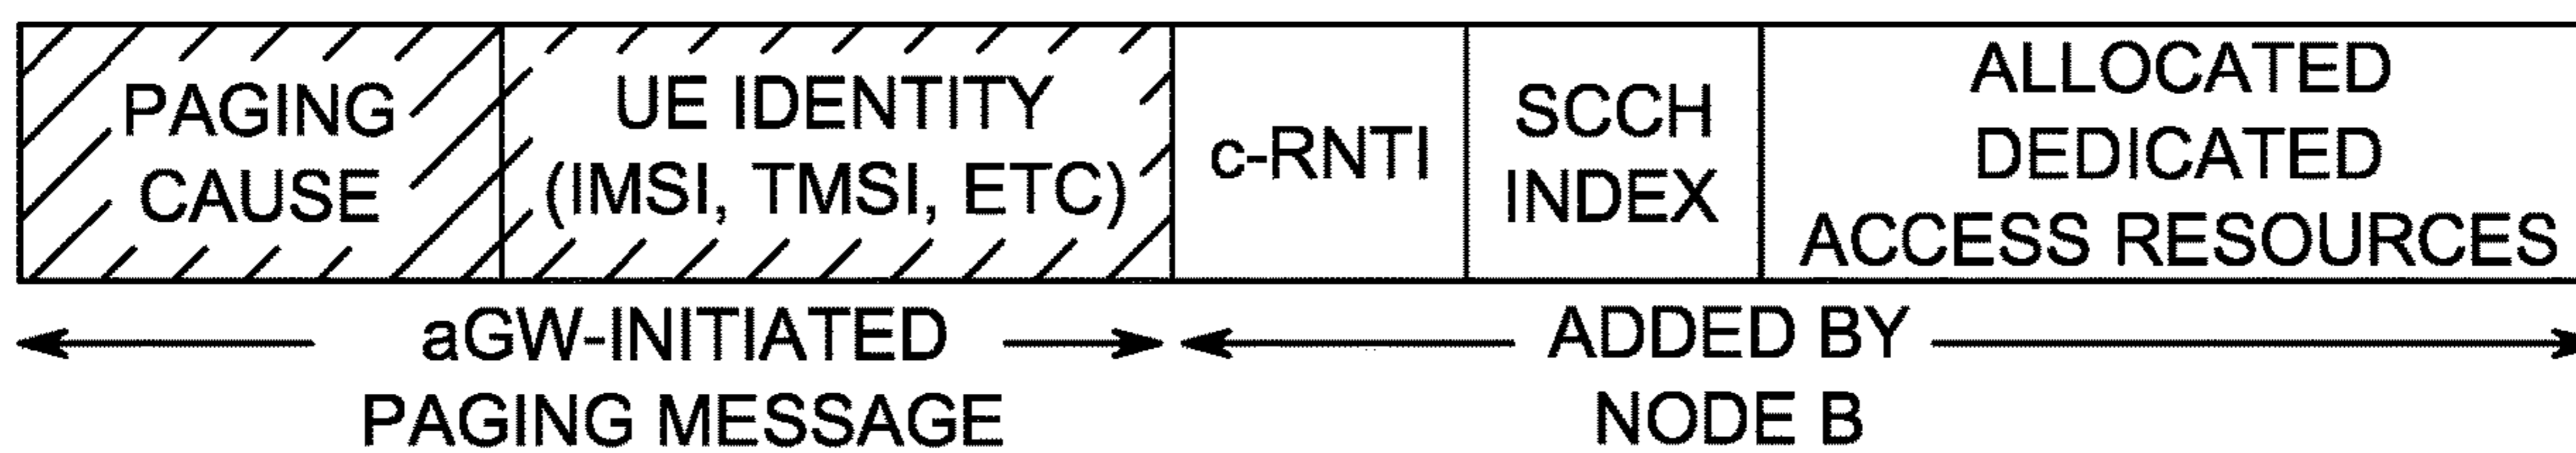 PAGING
CAUSE
UE IDENTITY
(IMSI, TMSI, ETC)
c-RNTI
SCCH
INDEX
ALLOCATED
DEDICATED
ACCESS RESOURCES
aGW-INITIATED
PAGING MESSAGE
ADDED BY
NODE B